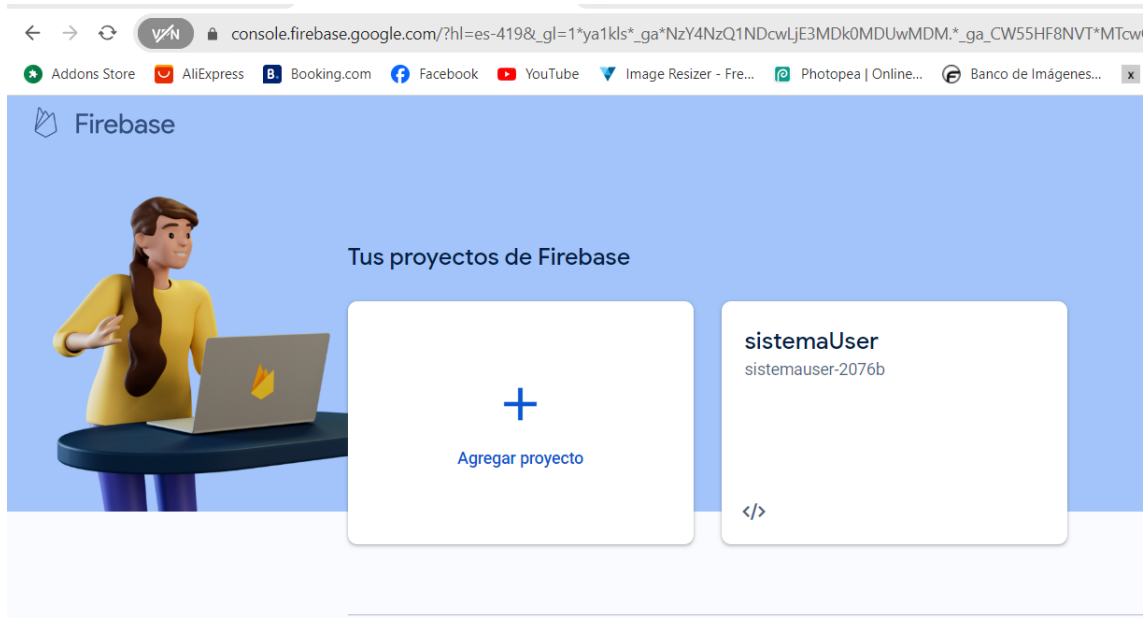 V/N
console.firebase.google.com/?hl=es-419&_gl=1*ya1kls*_ga*NzY4NzQ1NDcwLjE3MDk0MDUwMDM.*_ga_CW55HF8NVT*MTcw
Addons Store AliExpress B. Booking.com Facebook YouTube Image Resizer - Fre... Photopea | Online... Banco de Imágenes... x
Firebase
Tus proyectos de Firebase
sistemaUser
sistemauser-2076b
+
Agregar proyecto
</>